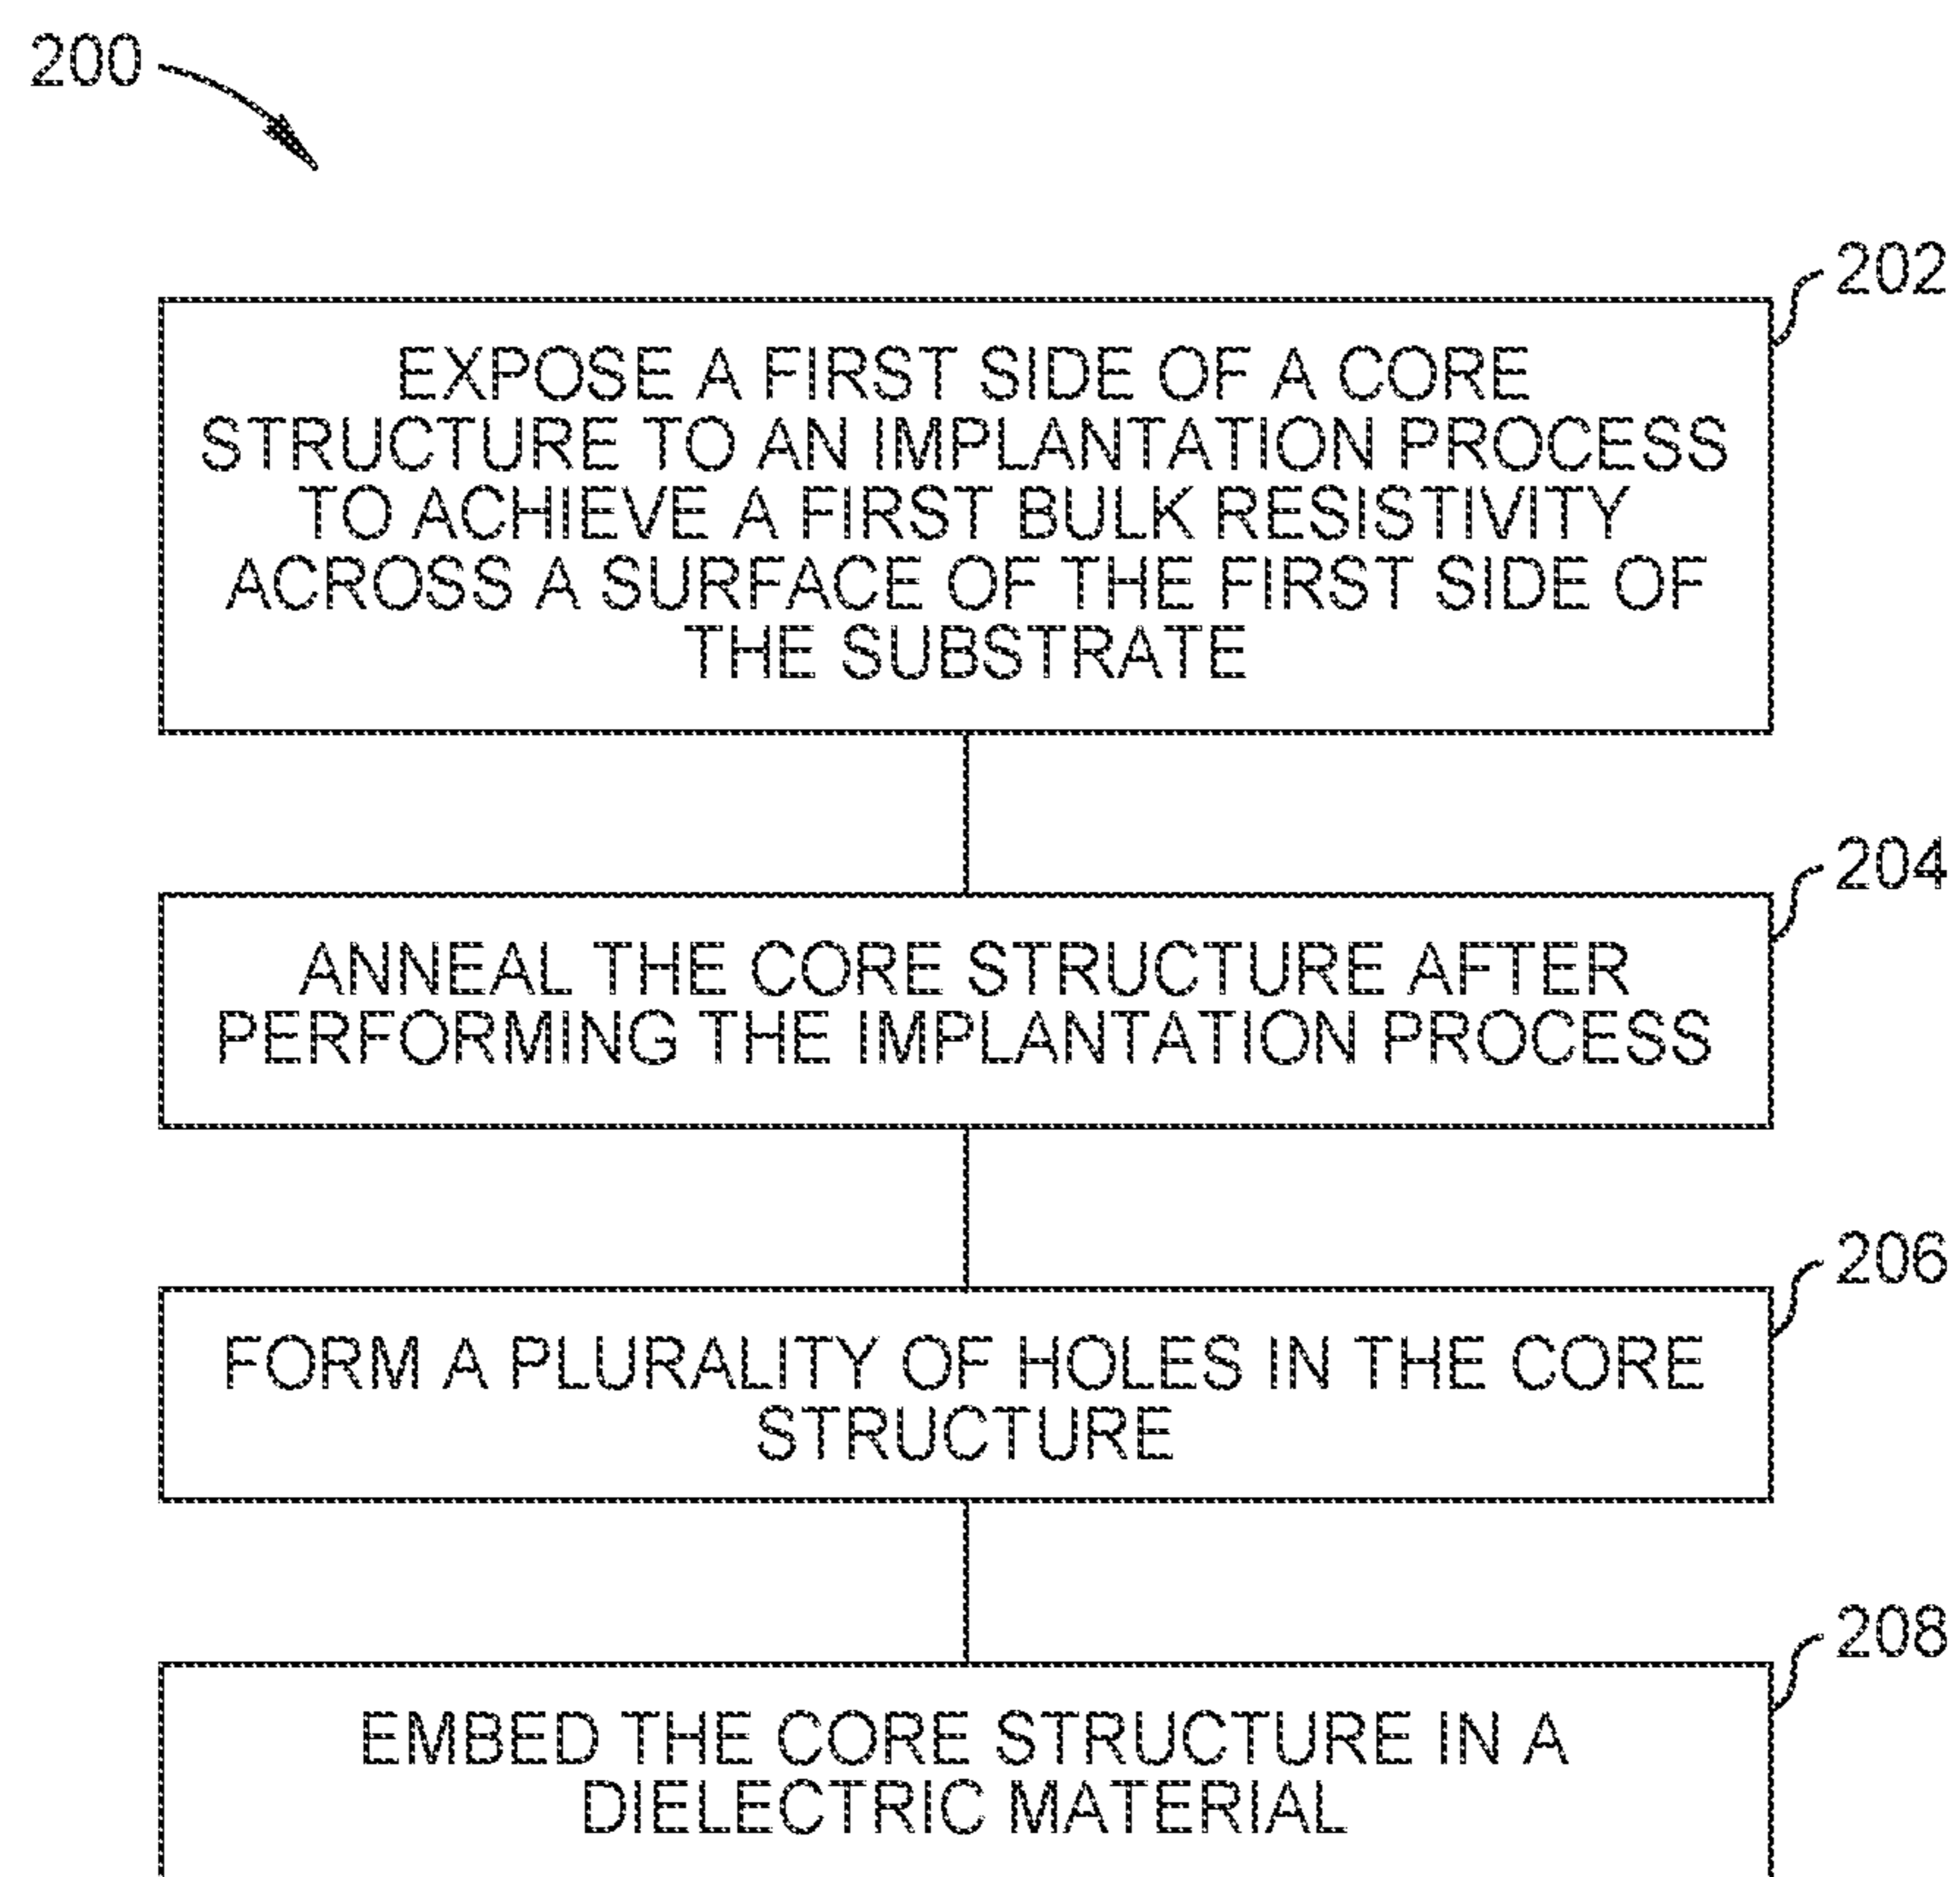 200
202
EXPOSE A FIRST SIDE OF A CORE
STRUCTURE TO AN IMPLANTATION PROCESS
TO ACHIEVE A FIRST BULK RESISTIVITY
ACROSS A SURFACE OF THE FIRST SIDE OF
THE SUBSTRATE
204
ANNEAL THE CORE STRUCTURE AFTER
PERFORMING THE IMPLANTATION PROCESS
206
FORM A PLURALITY OF HOLES IN THE CORE
STRUCTURE
208
EMBED THE CORE STRUCTURE IN A
DIELECTRIC MATERIAL